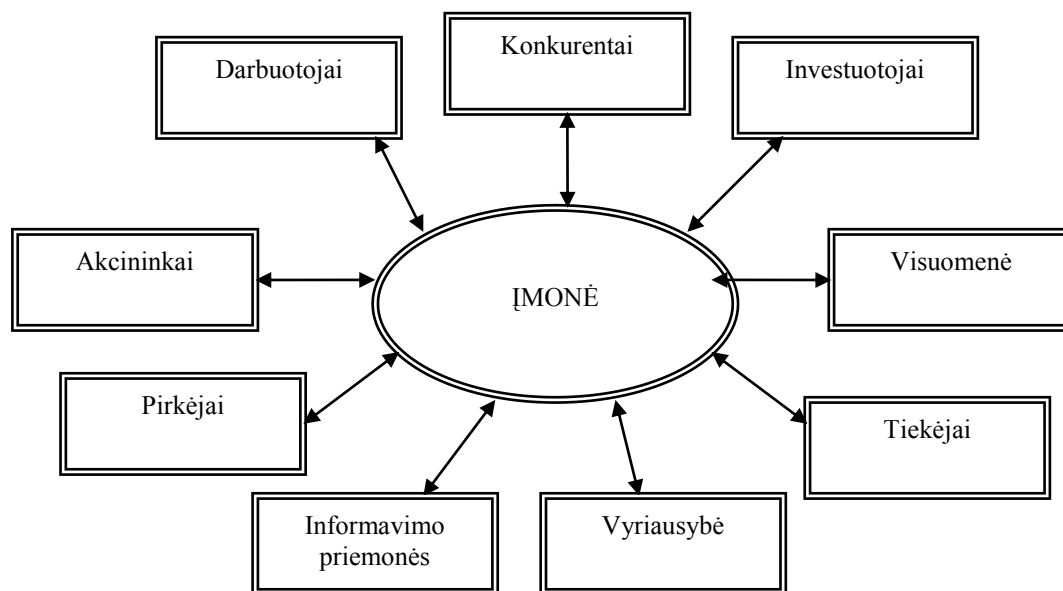 Konkurentai
Darbuotojai
Investuotojai
Akcininkai
ĮMONĖ
Visuomenė
Pirkėjai
Tiekėjai
Informavimo
priemonės
Vyriausybė